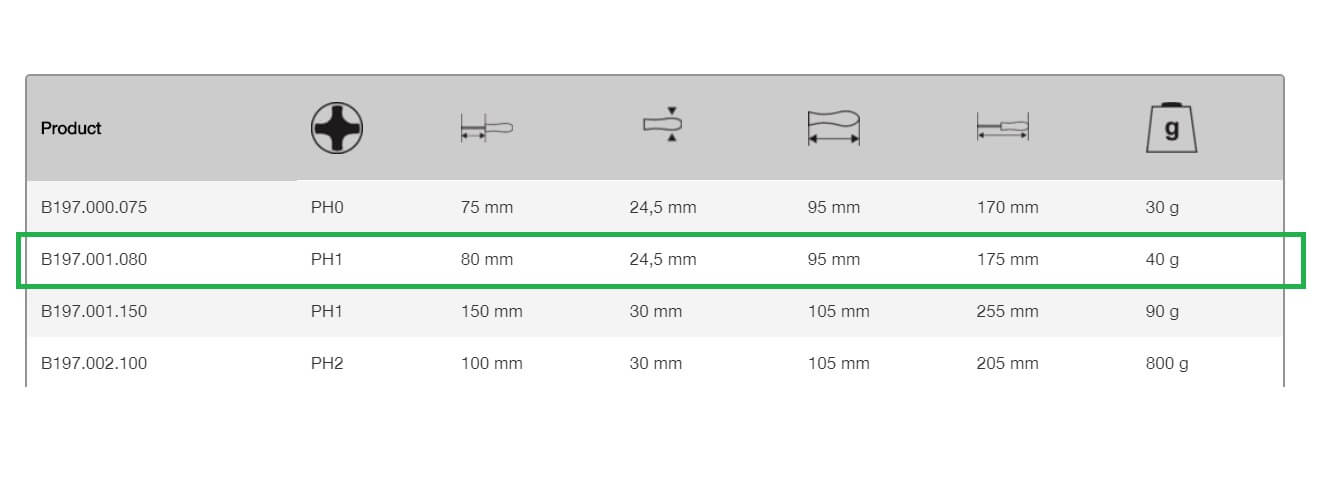 Product g
B197.000.075 PH0 75 mm 24,5 mm 95 mm 170 mm 30 g
B197.001.080 PH1 80 mm 24,5 mm 95 mm 175 mm 40 g
B197.001.150 PH1 150 mm 30 mm 105 mm 255 mm 90 g
B197.002.100 PH2 100 mm 30 mm 105 mm 205 mm 800 g